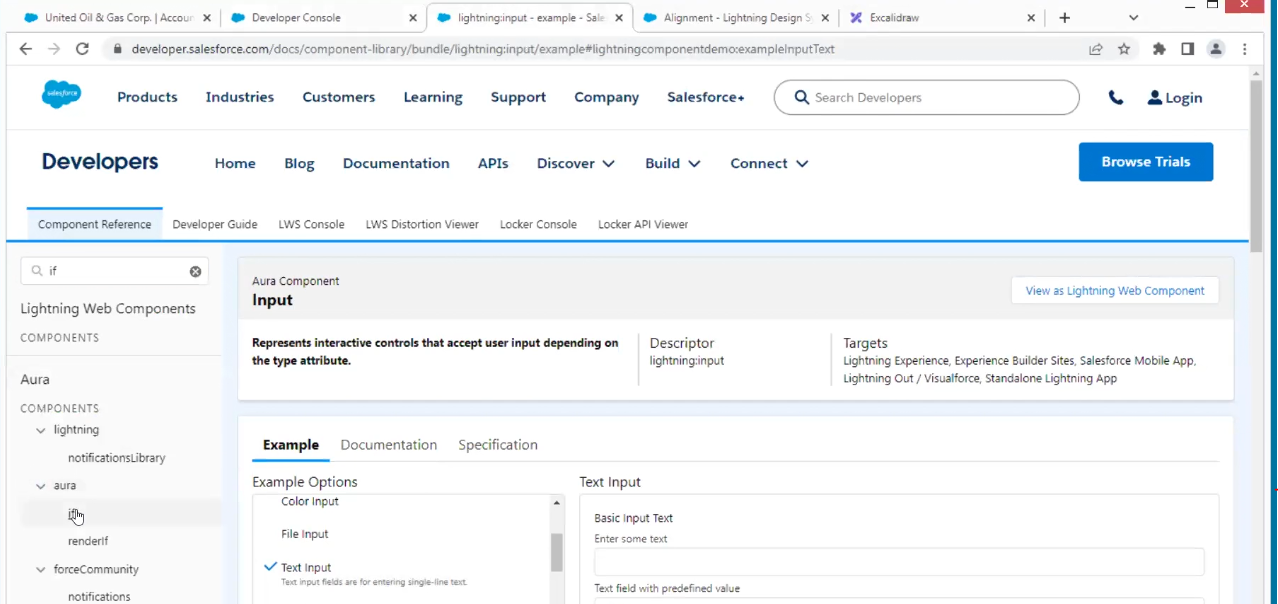 United Oil & Gas Corp. | Accoun
Developer Console
lightning:input - example - Sale
Alignment - Lightning Design Sy
Excalidraw
developer.salesforce.com/docs/component-library/bundle/lightning:input/example#lightningcomponentdemo:exampleInputText
salesforce
Products
Industries
Customers
Learning
Support
Company
Salesforce+
Search Developers
Login
Developers
Home
Blog
Documentation
APIs
Discover
Build
Connect
Browse Trials
Component Reference
Developer Guide
LWS Console
LWS Distortion Viewer
Locker Console
Locker API Viewer
if
Lightning Web Components
COMPONENTS
Aura
COMPONENTS
lightning
notificationsLibrary
aura
if
renderIf
forceCommunity
notifications
Aura Component
Input
View as Lightning Web Component
Represents interactive controls that accept user input depending on
the type attribute.
Descriptor
lightning:input
Targets
Lightning Experience, Experience Builder Sites, Salesforce Mobile App,
Lightning Out / Visualforce, Standalone Lightning App
Example
Documentation
Specification
Example Options
Color Input
File Input
Text Input
Text input fields are for entering single-line text.
Text Input
Basic Input Text
Enter some text
Text field with predefined value